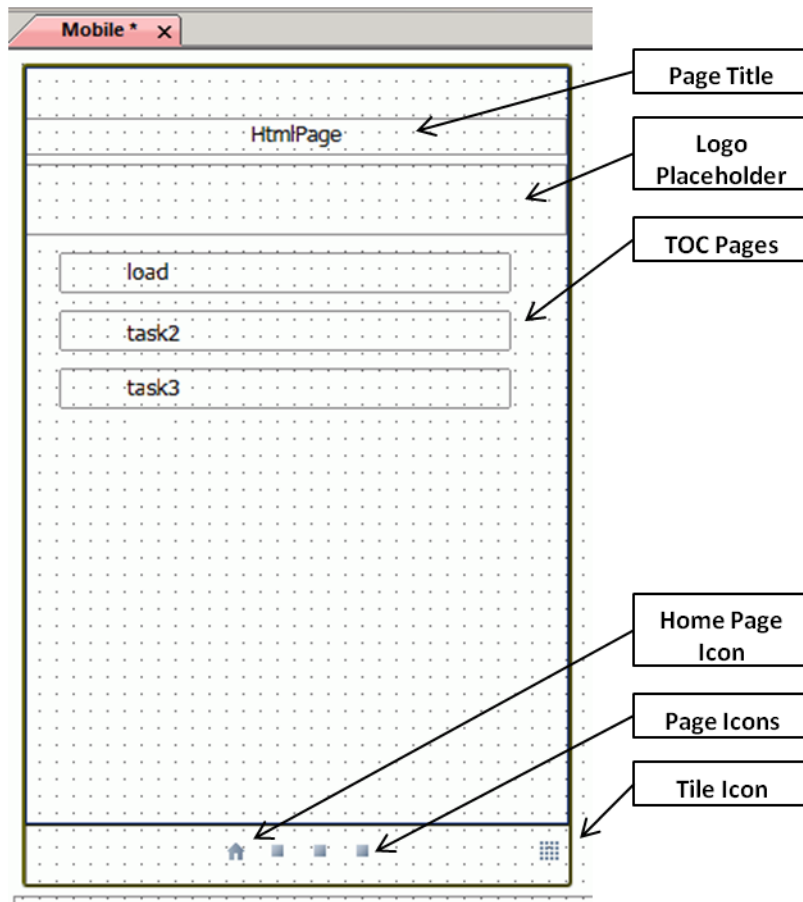 Mobile *
Page Title
HtmlPage
Logo
Placeholder
TOC Pages
load
task2
task3
Home Page
Icon
Page Icons
Tile Icon